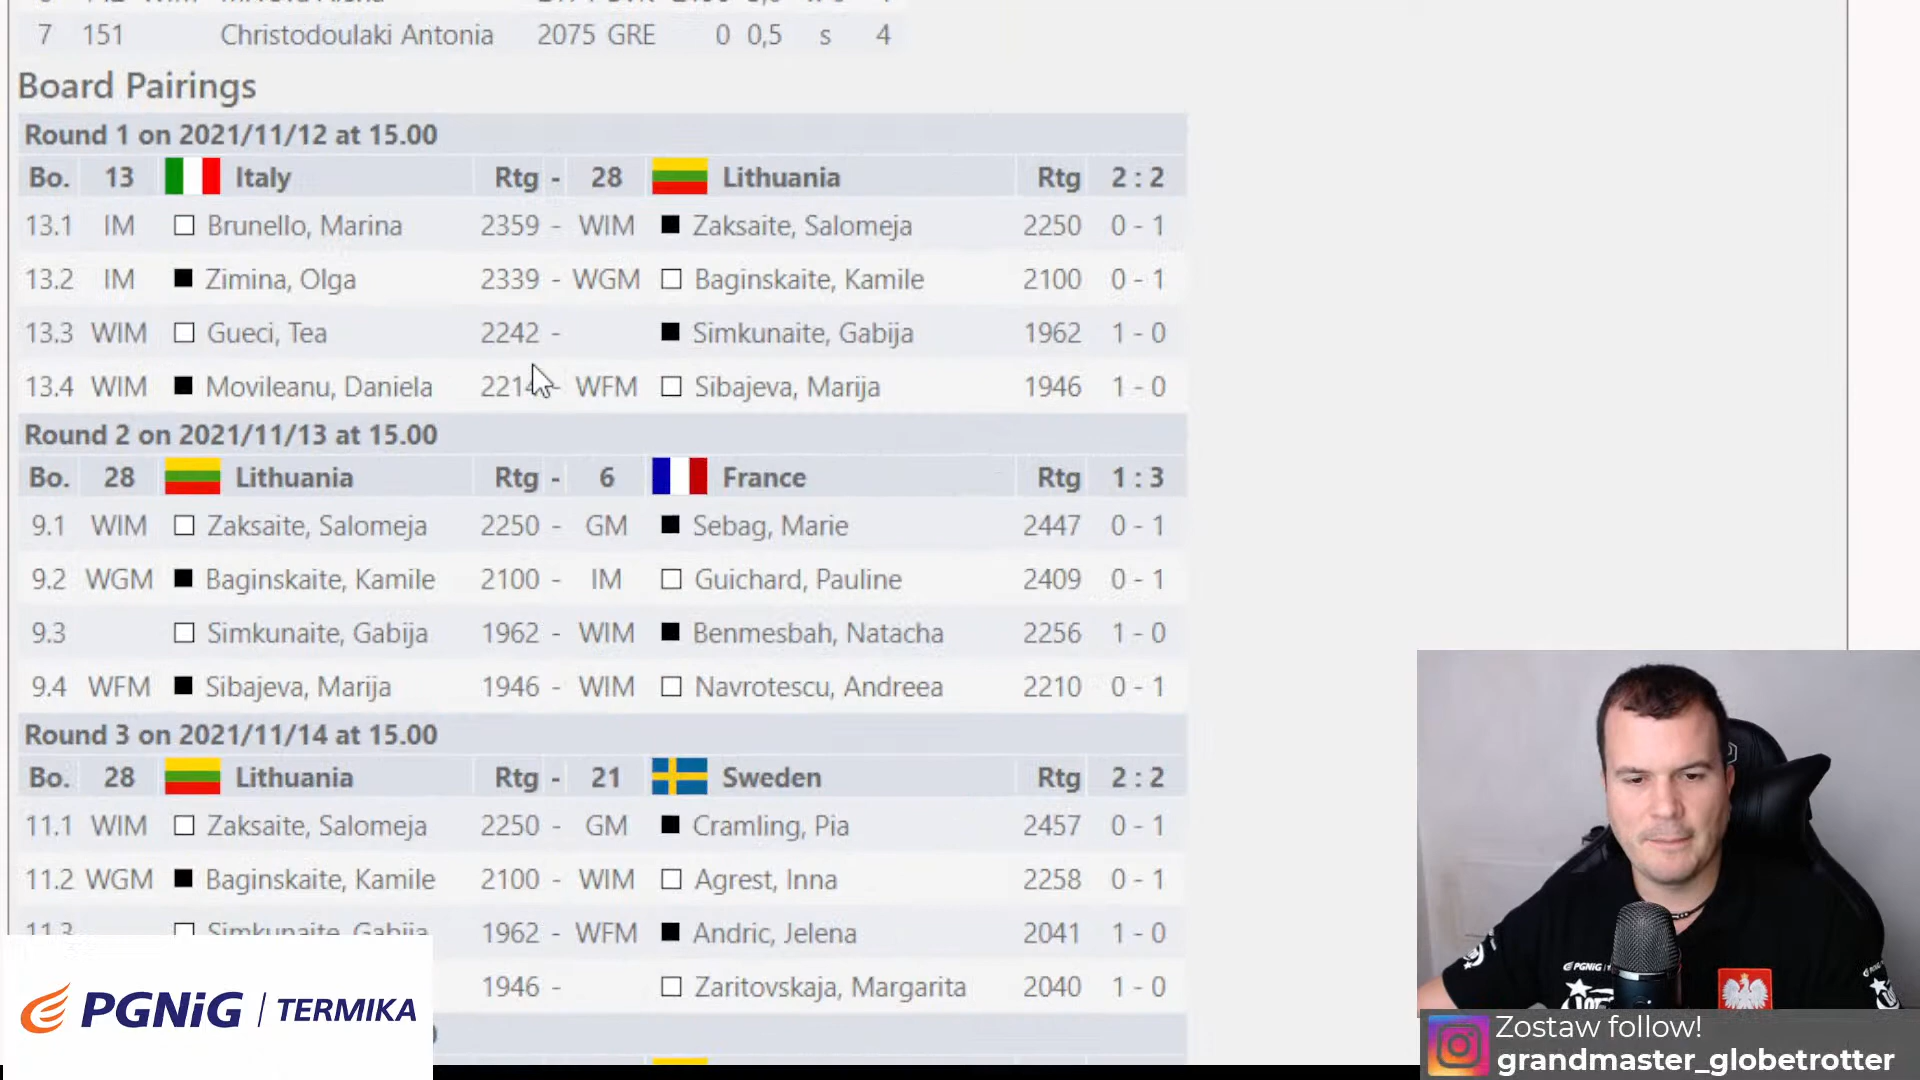 7 151 Christodoulaki Antonia 2075 GRE 0 0,5 s 4
Board Pairings
Round 1 on 2021/11/12 at 15.00
Bo. 13 Italy Rtg - 28 Lithuania Rtg 2 : 2
13.1 IM Brunello, Marina 2359 - WIM Zaksaite, Salomeja 2250 0 - 1
13.2 IM Zimina, Olga 2339 - WGM Baginskaite, Kamile 2100 0 - 1
13.3 WIM Gueci, Tea 2242 - Simkunaite, Gabija 1962 1 - 0
13.4 WIM Movileanu, Daniela 2214 - WFM Sibajeva, Marija 1946 1 - 0
Round 2 on 2021/11/13 at 15.00
Bo. 28 Lithuania Rtg - 6 France Rtg 1 : 3
9.1 WIM Zaksaite, Salomeja 2250 - GM Sebag, Marie 2447 0 - 1
9.2 WGM Baginskaite, Kamile 2100 - IM Guichard, Pauline 2409 0 - 1
9.3 Simkunaite, Gabija 1962 - WIM Benmesbah, Natacha 2256 1 - 0
9.4 WFM Sibajeva, Marija 1946 - WIM Navrotescu, Andreea 2210 0 - 1
Round 3 on 2021/11/14 at 15.00
Bo. 28 Lithuania Rtg - 21 Sweden Rtg 2 : 2
11.1 WIM Zaksaite, Salomeja 2250 - GM Cramling, Pia 2457 0 - 1
11.2 WGM Baginskaite, Kamile 2100 - WIM Agrest, Inna 2258 0 - 1
11.3 Simkunaite, Gabija 1962 - WFM Andric, Jelena 2041 1 - 0
1946 - Zaritovskaja, Margarita 2040 1 - 0
PGNiG | TERMIKA
PGNiG
Zostaw follow!
grandmaster_globetrotter